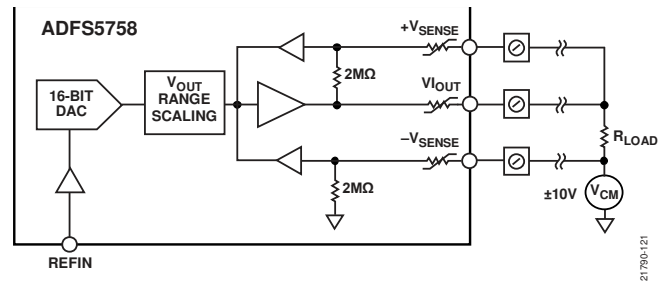 ADFS5758
+VSENSE
2MΩ
16-BIT
DAC
VOUT
RANGE
SCALING
VIOUT
−VSENSE
RLOAD
2MΩ
±10V
VCM
REFIN
21790-121